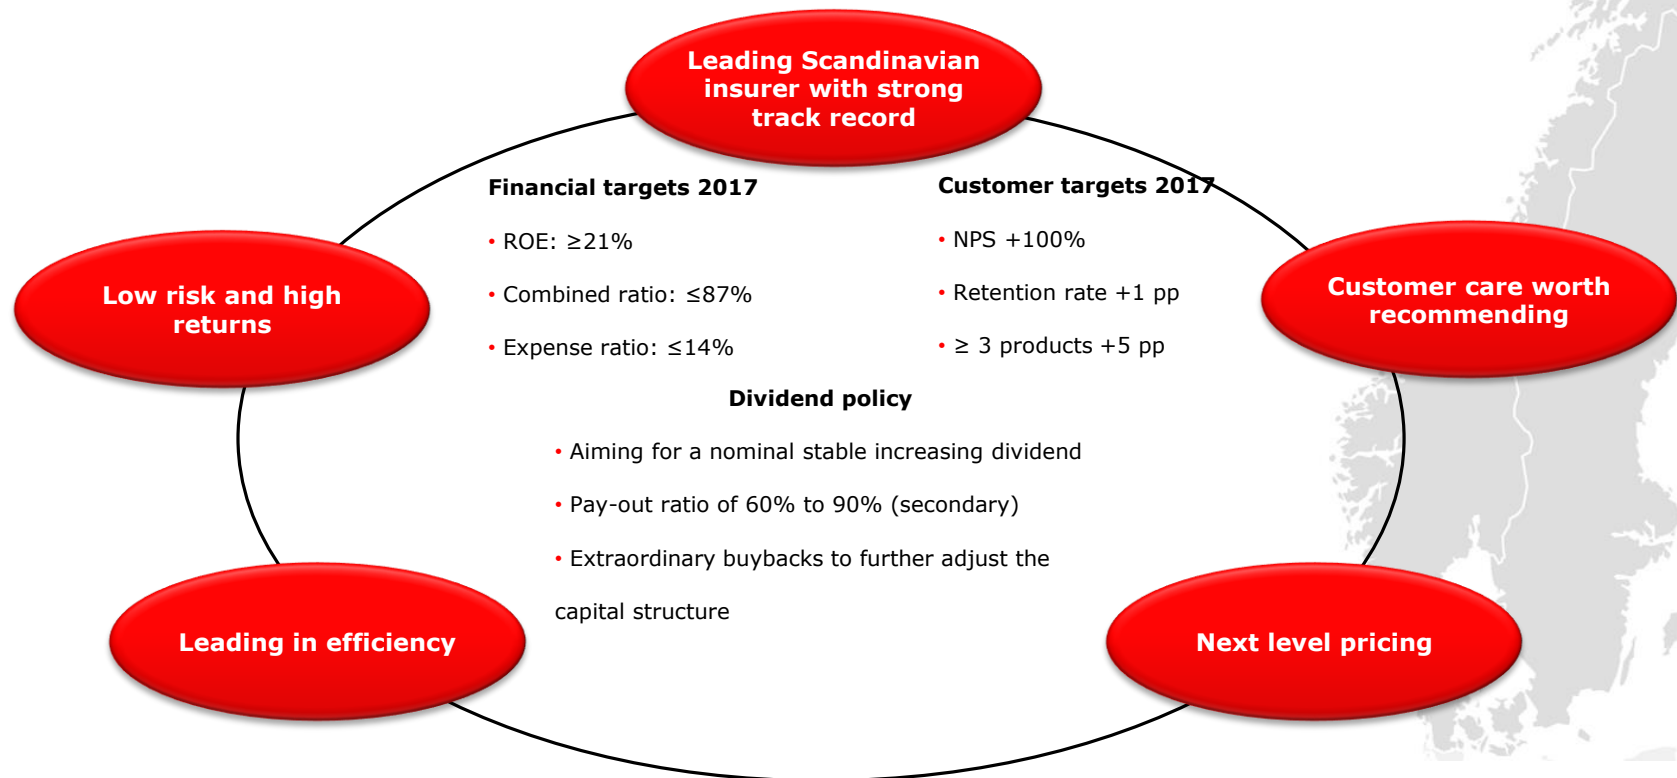 Leading Scandinavian
insurer with strong
track record
Financial targets 2017
• ROE: ≥21%
• Combined ratio: ≤87%
• Expense ratio: ≤14%
Customer targets 2017
• NPS +100%
• Retention rate +1 pp
• ≥ 3 products +5 pp
Low risk and high
returns
Customer care worth
recommending
Dividend policy
• Aiming for a nominal stable increasing dividend
• Pay-out ratio of 60% to 90% (secondary)
• Extraordinary buybacks to further adjust the
capital structure
Leading in efficiency
Next level pricing